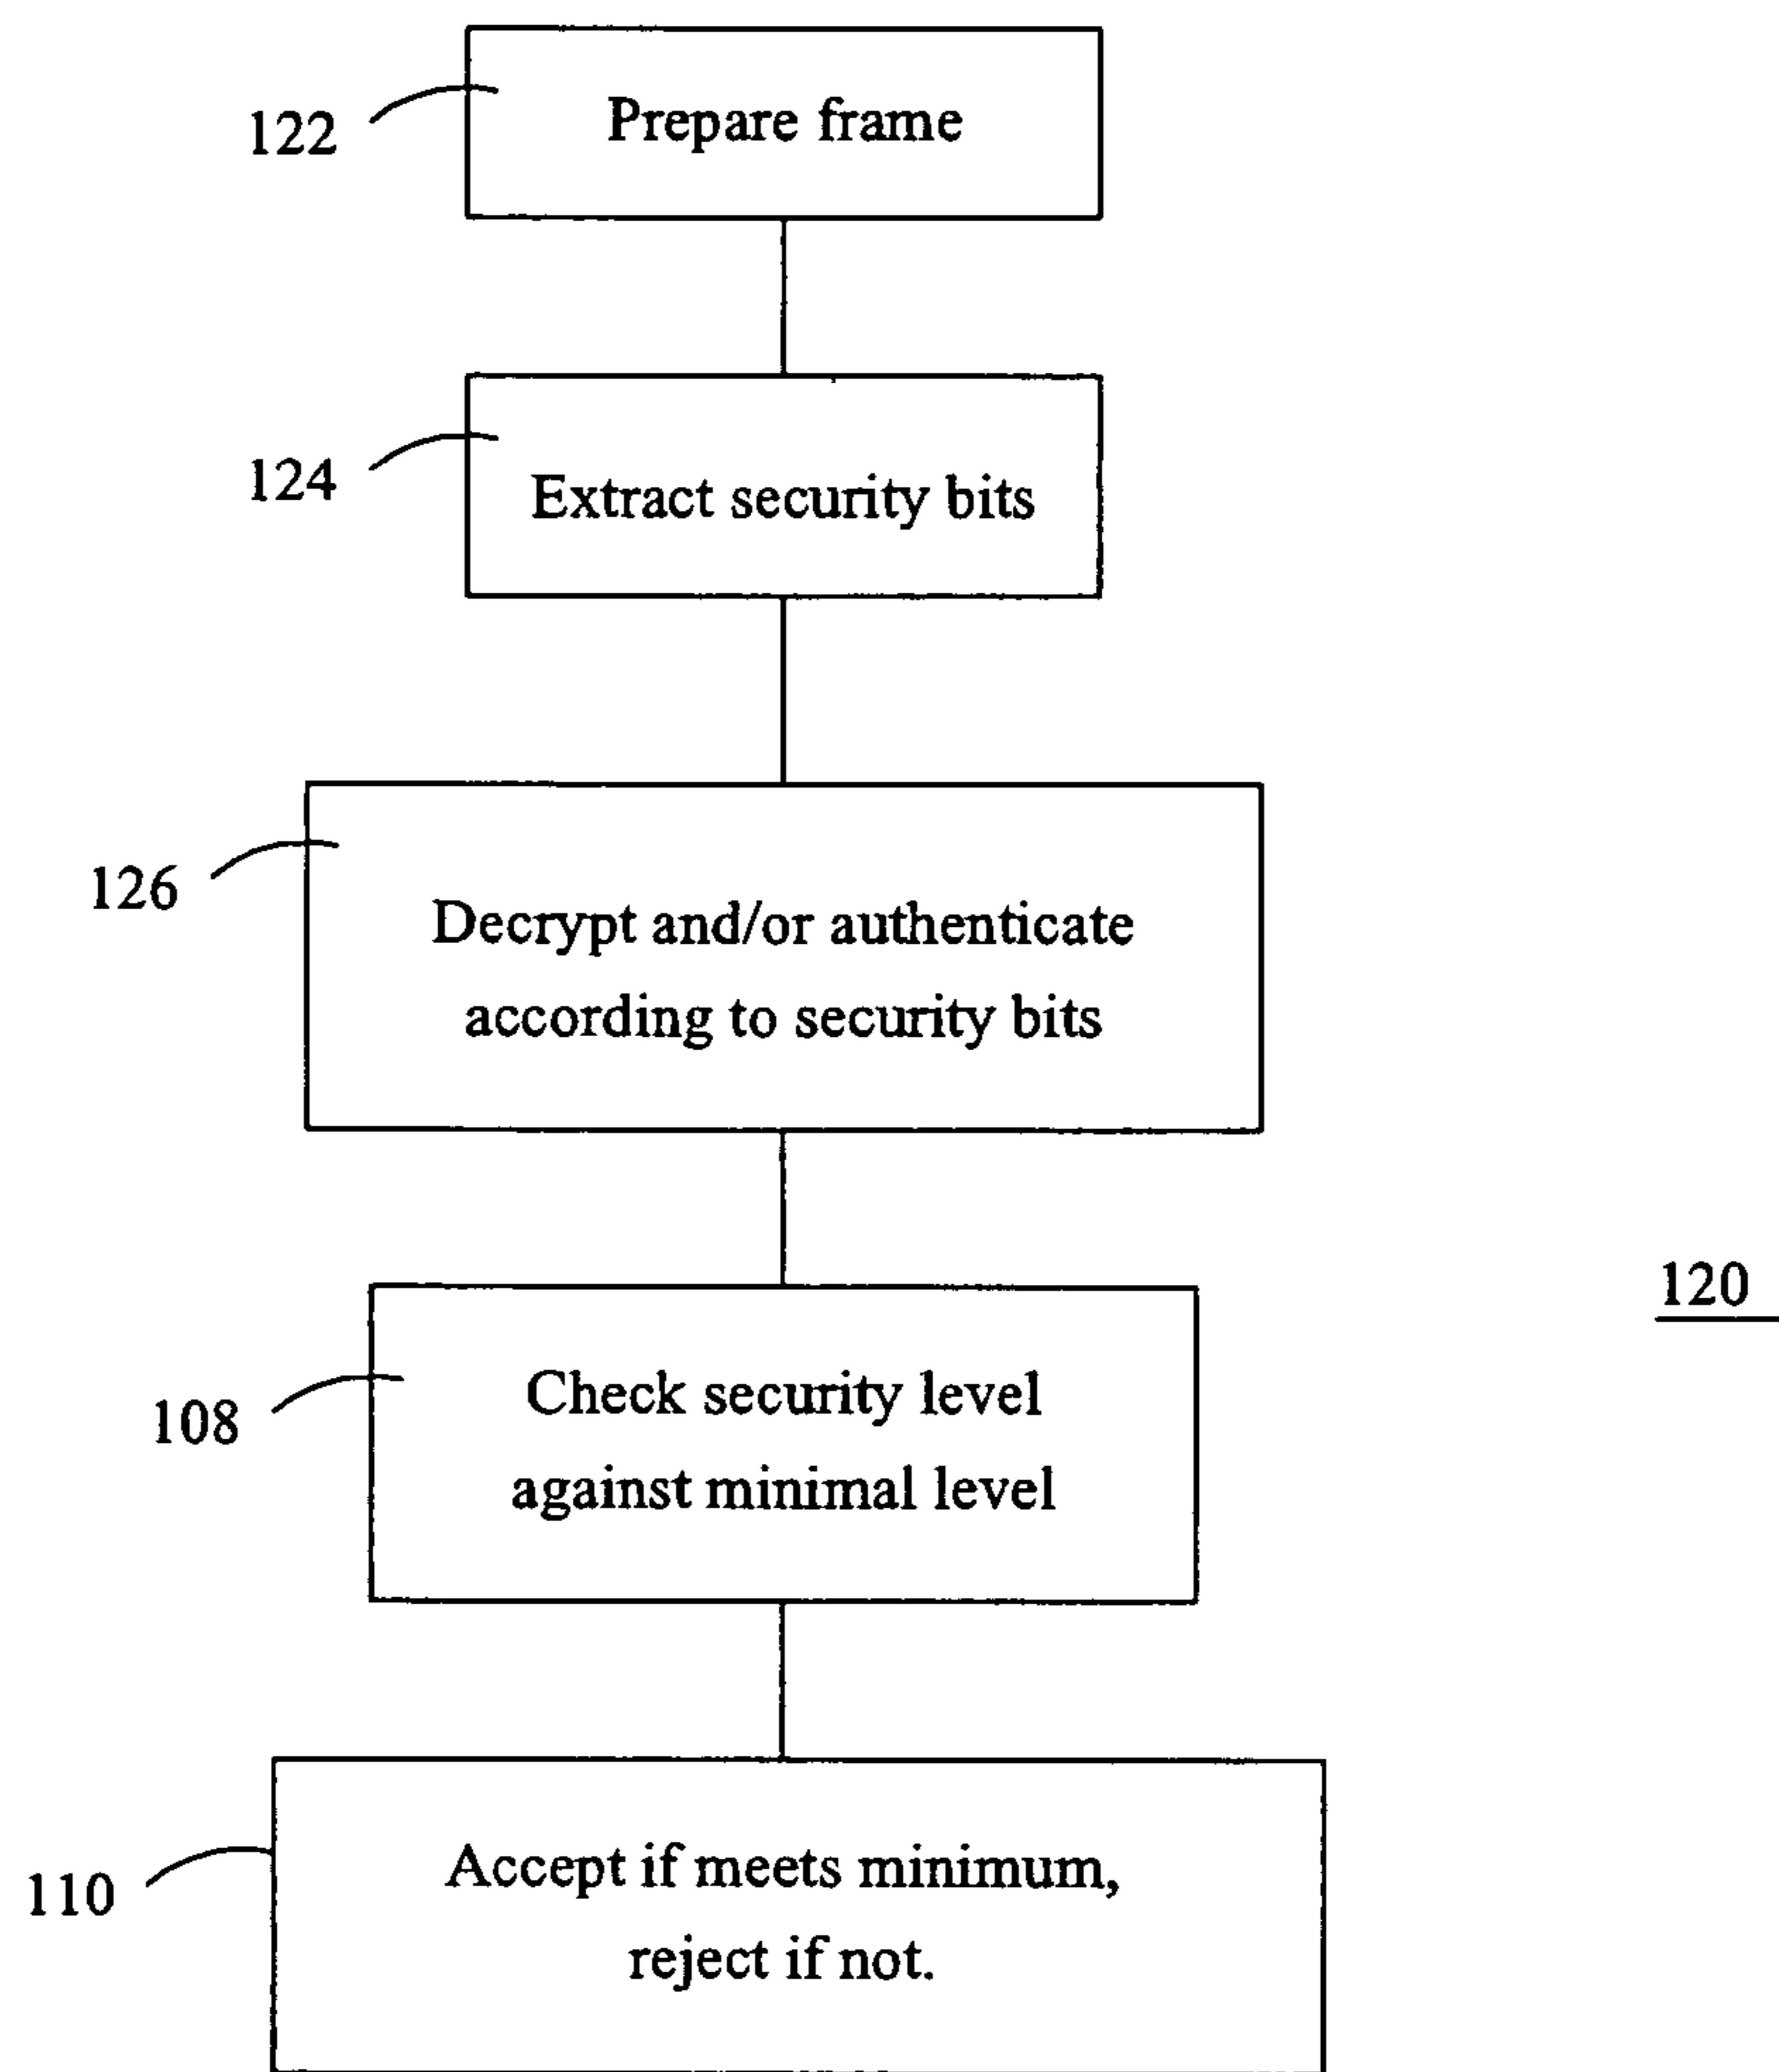 122
Prepare frame
124
Extract security bits
126
Decrypt and/or authenticate
according to security bits
120
108
Check security level
against minimal level
110
Accept if meets minimum,
reject if not.